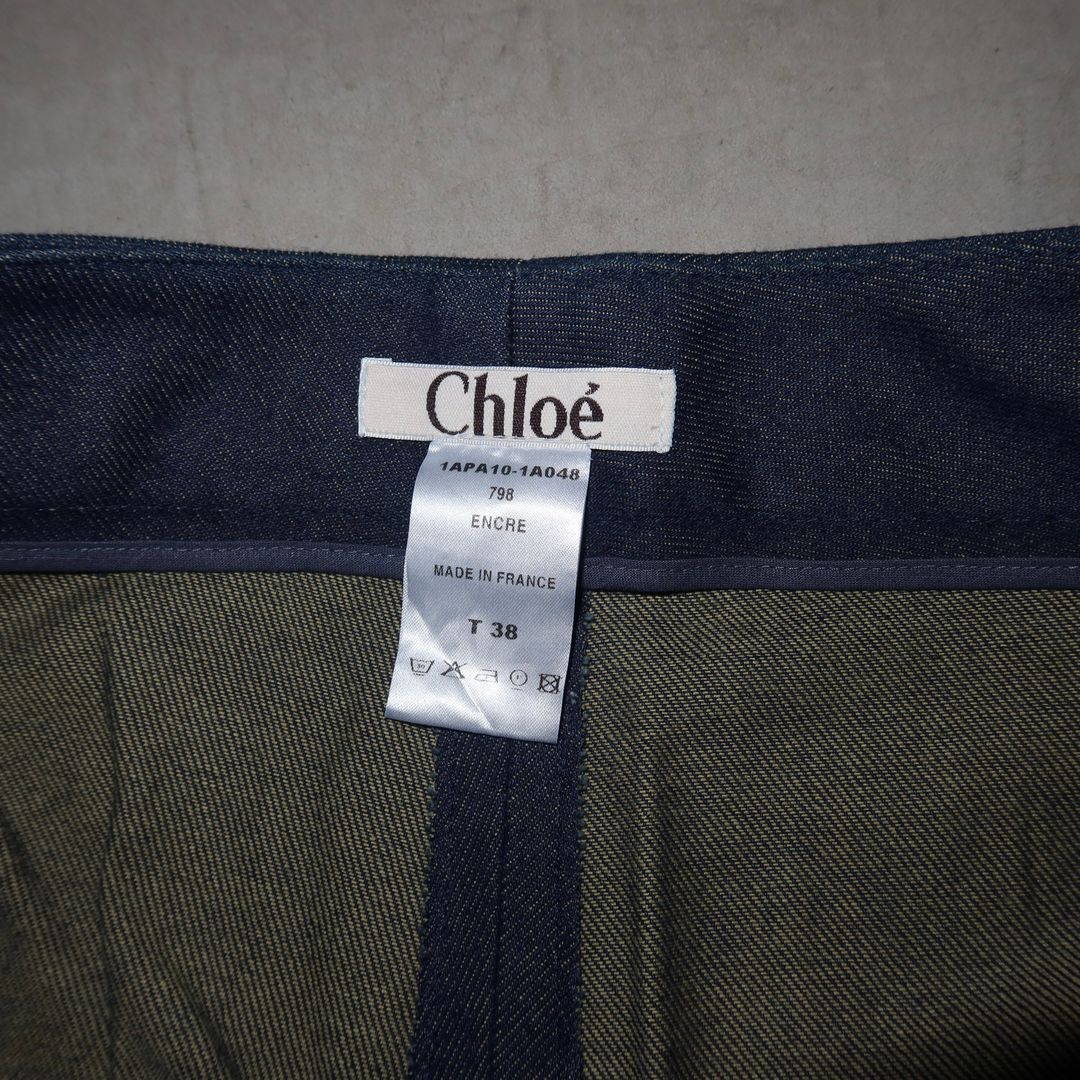 Chloé
1APA10-1A048
798
ENCRE
MADE IN FRANCE
T 38